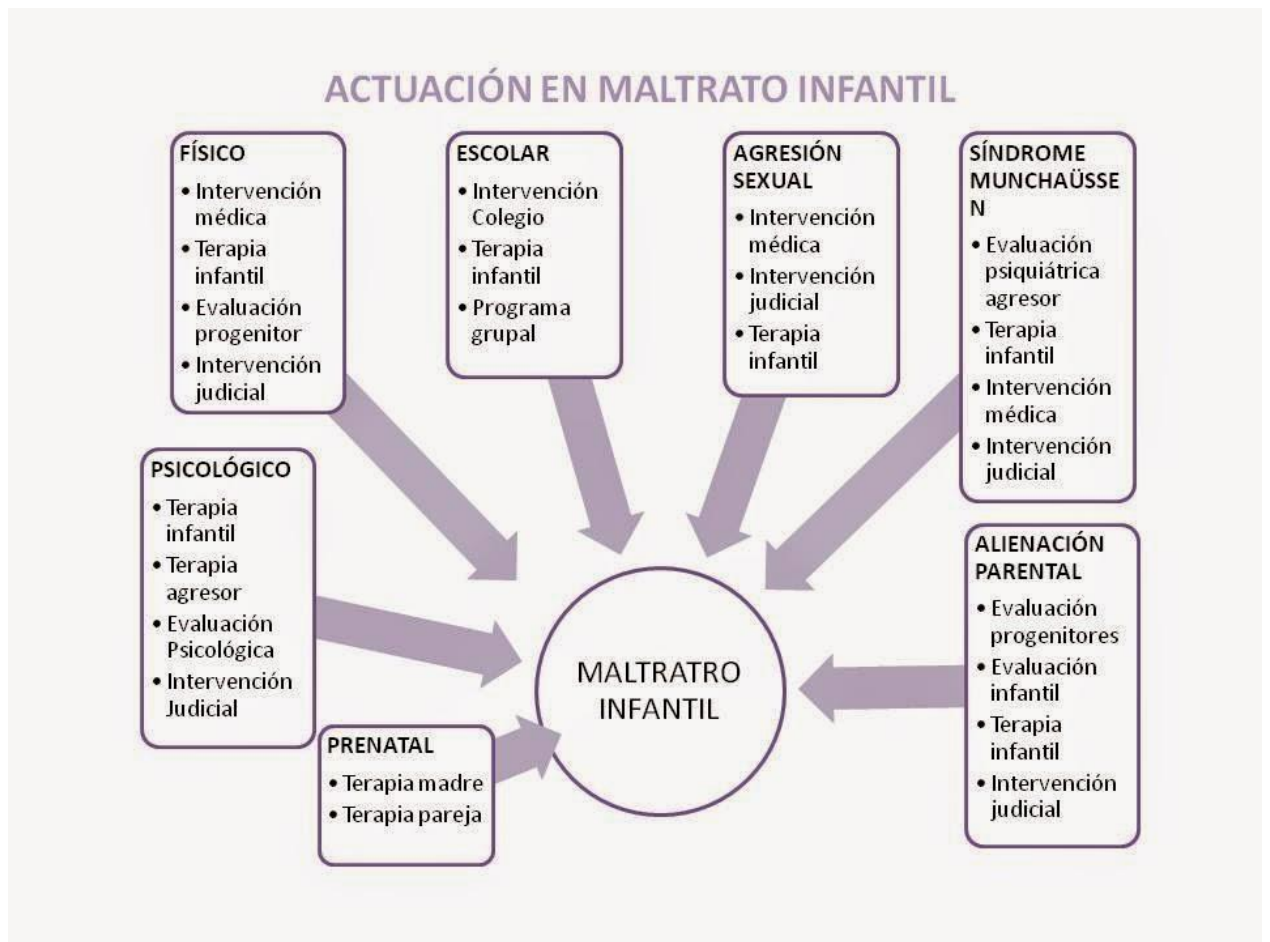 ACTUACIÓN EN MALTRATO INFANTIL
FÍSICO
• Intervención
médica
• Terapia
infantil
• Evaluación
progenitor
• Intervención
judicial
ESCOLAR
• Intervención
Colegio
• Terapia
infantil
• Programa
grupal
AGRESIÓN
SEXUAL
• Intervención
médica
• Intervención
judicial
• Terapia
infantil
SÍNDROME
MUNCHAÜSSE
N
• Evaluación
psiquiátrica
agresor
• Terapia
infantil
• Intervención
médica
• Intervención
judicial
PSICOLÓGICO
• Terapia
infantil
• Terapia
agresor
• Evaluación
Psicológica
• Intervención
Judicial
ALIENACIÓN
PARENTAL
• Evaluación
progenitores
• Evaluación
infantil
• Terapia
infantil
• Intervención
judicial
PRENATAL
• Terapia madre
• Terapia pareja
MALTRATRO
INFANTIL